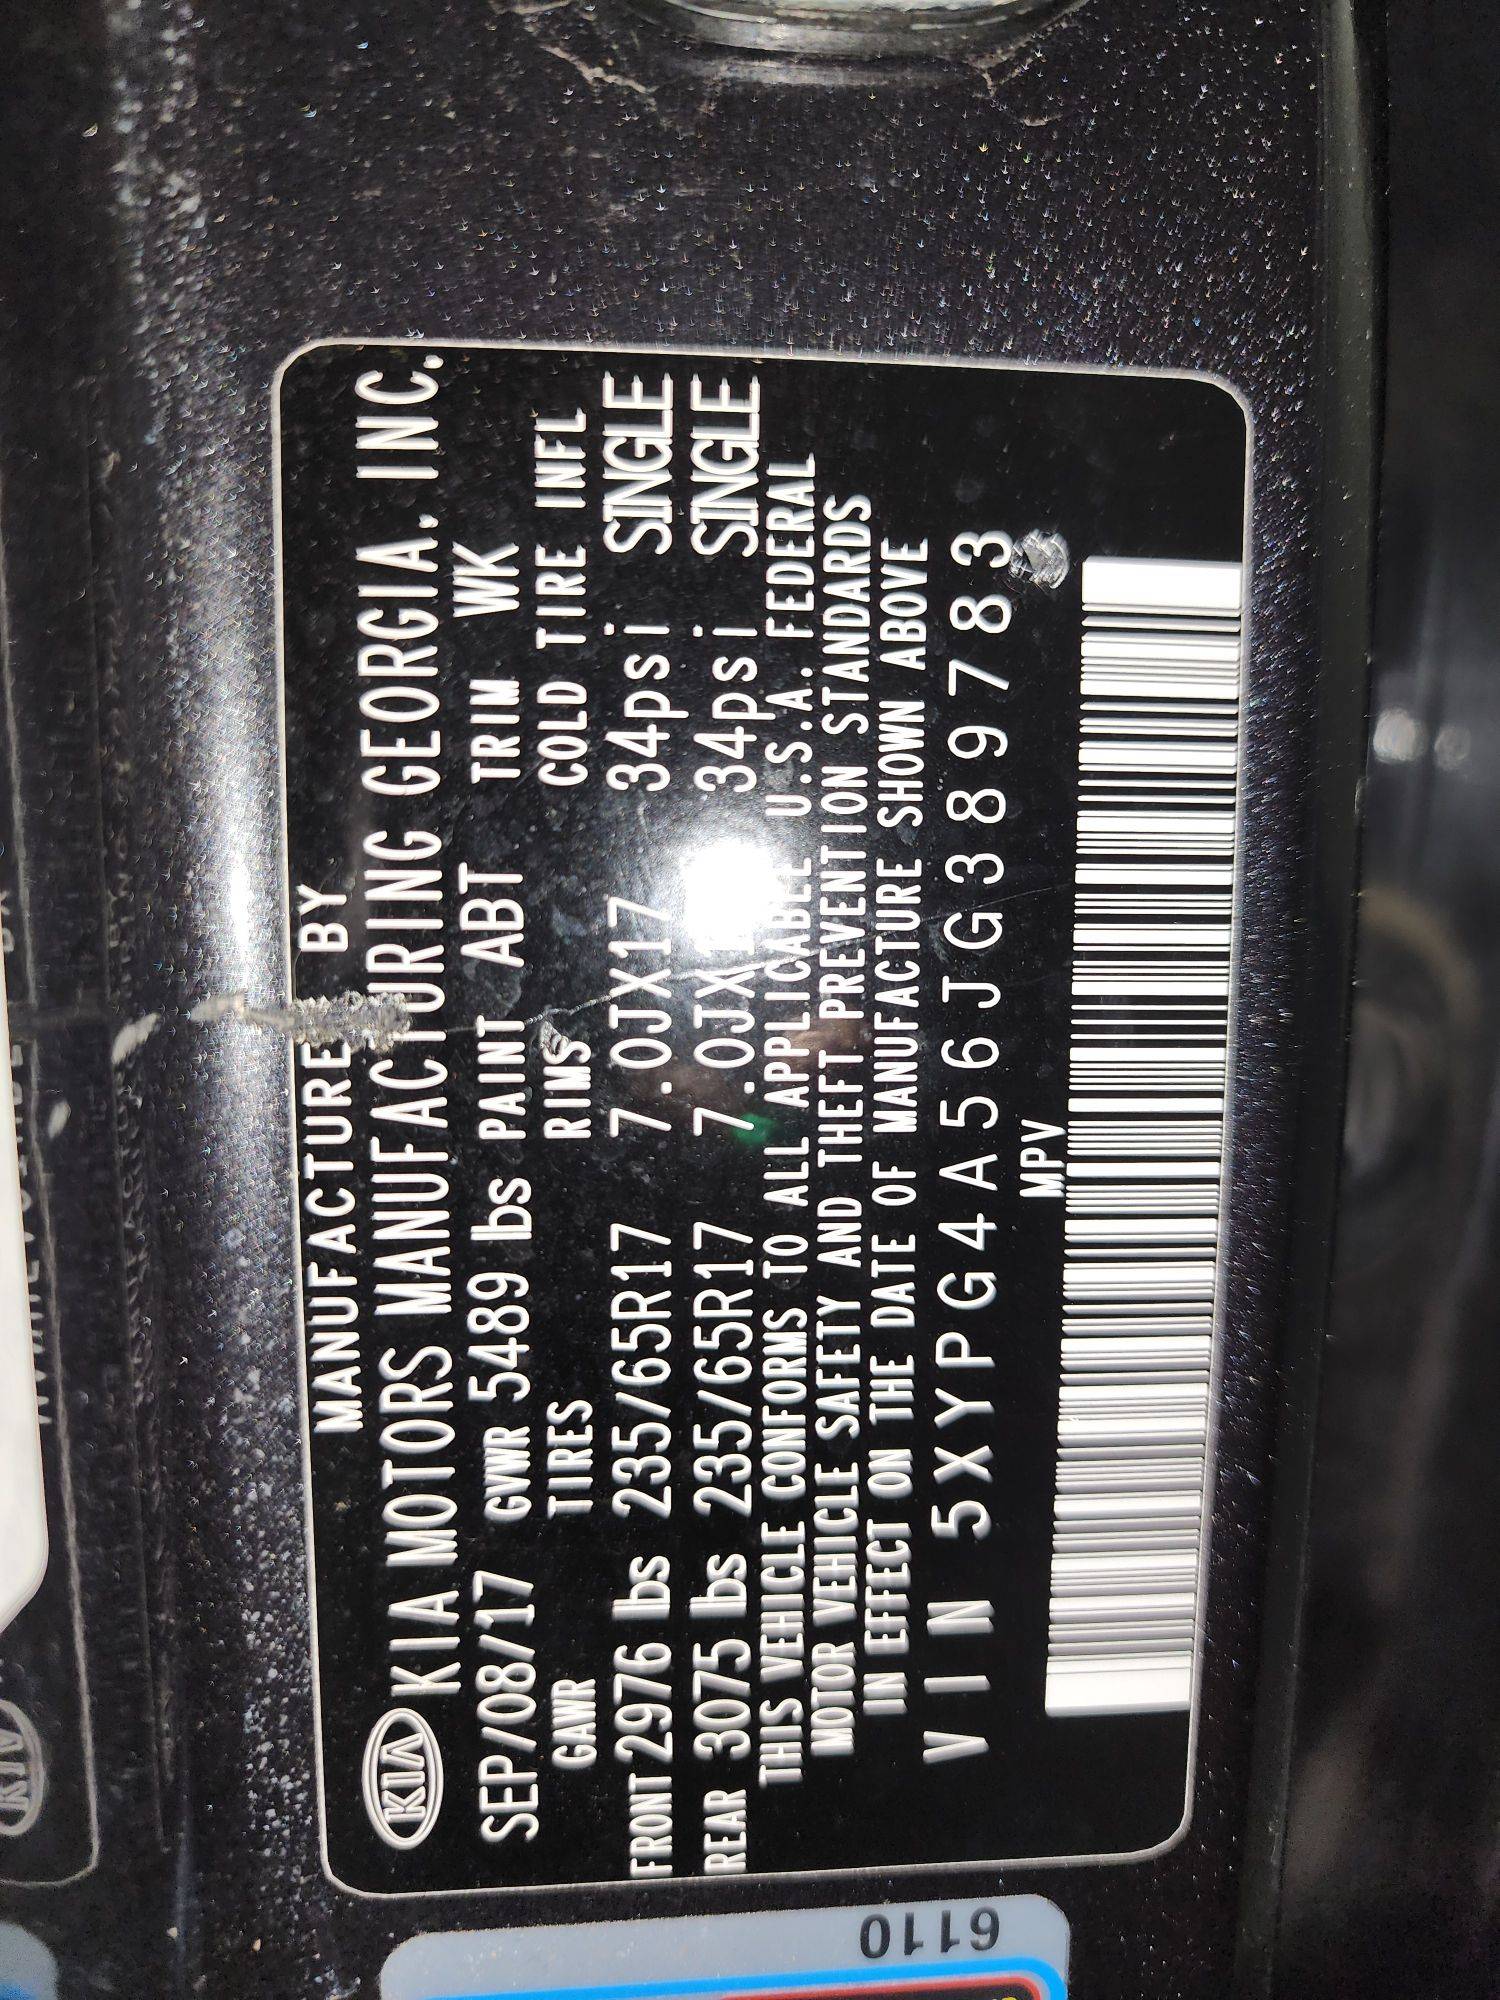 MANUFACTURE BY
KIA KIA MOTORS MANUFACTURING GEORGIA. INC.
SEP/08/17 GVWR 5489 lbs PAINT ABT TRIM WK
GAWR TIRES RIMS COLD TIRE INFL
FRONT 2976 lbs 235/65R17 7.0JX17 34psi SINGLE
REAR 3075 lbs 235/65R17 34psi SINGLE
THIS VEHICLE CONFORMS TO ALL APPLICABLE U.S.A. FEDERAL
MOTOR VEHICLE SAFETY AND THEFT PREVENTION STANDARDS
IN EFFECT ON THE DATE OF MANUFACTURE SHOWN ABOVE
VIN 5XYPG4A56JG389783
MPV
6110
KIA